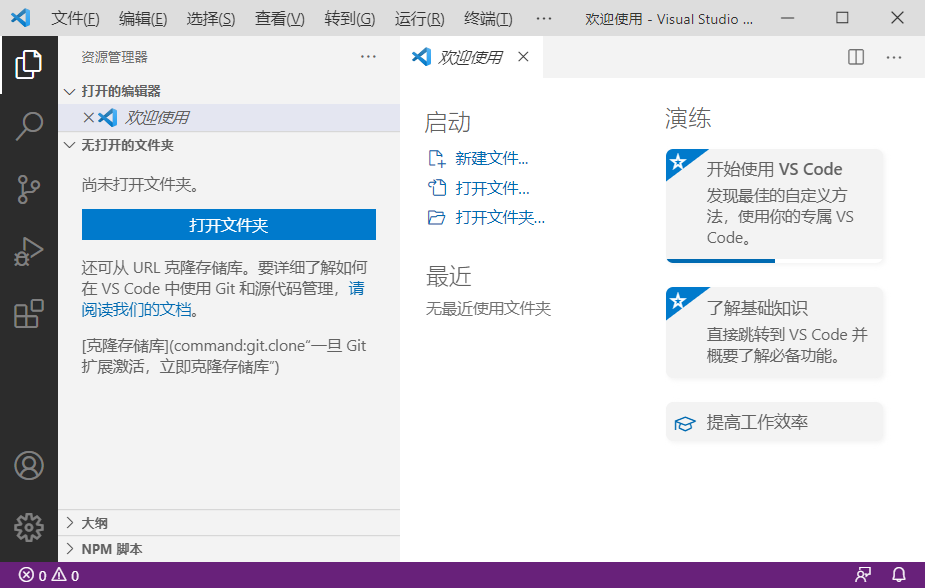 文件(F) 编辑(E) 选择(S) 查看(V) 转到(G) 运行(R) 终端(T) ··· 欢迎使用 - Visual Studio ...
资源管理器 ···
打开的编辑器
欢迎使用
无打开的文件夹
尚未打开文件夹。
打开文件夹
还可从 URL 克隆存储库。要详细了解如何
在 VS Code 中使用 Git 和源代码管理，请
阅读我们的文档。
[克隆存储库](command:git.clone“一旦 Git
扩展激活，立即克隆存储库”)
大纲
NPM 脚本
欢迎使用 ···
启动
新建文件...
打开文件...
打开文件夹...
最近
无最近使用文件夹
演练
开始使用 VS Code
发现最佳的自定义方
法，使用你的专属 VS
Code。
了解基础知识
直接跳转到 VS Code 并
概要了解必备功能。
提高工作效率
0 0